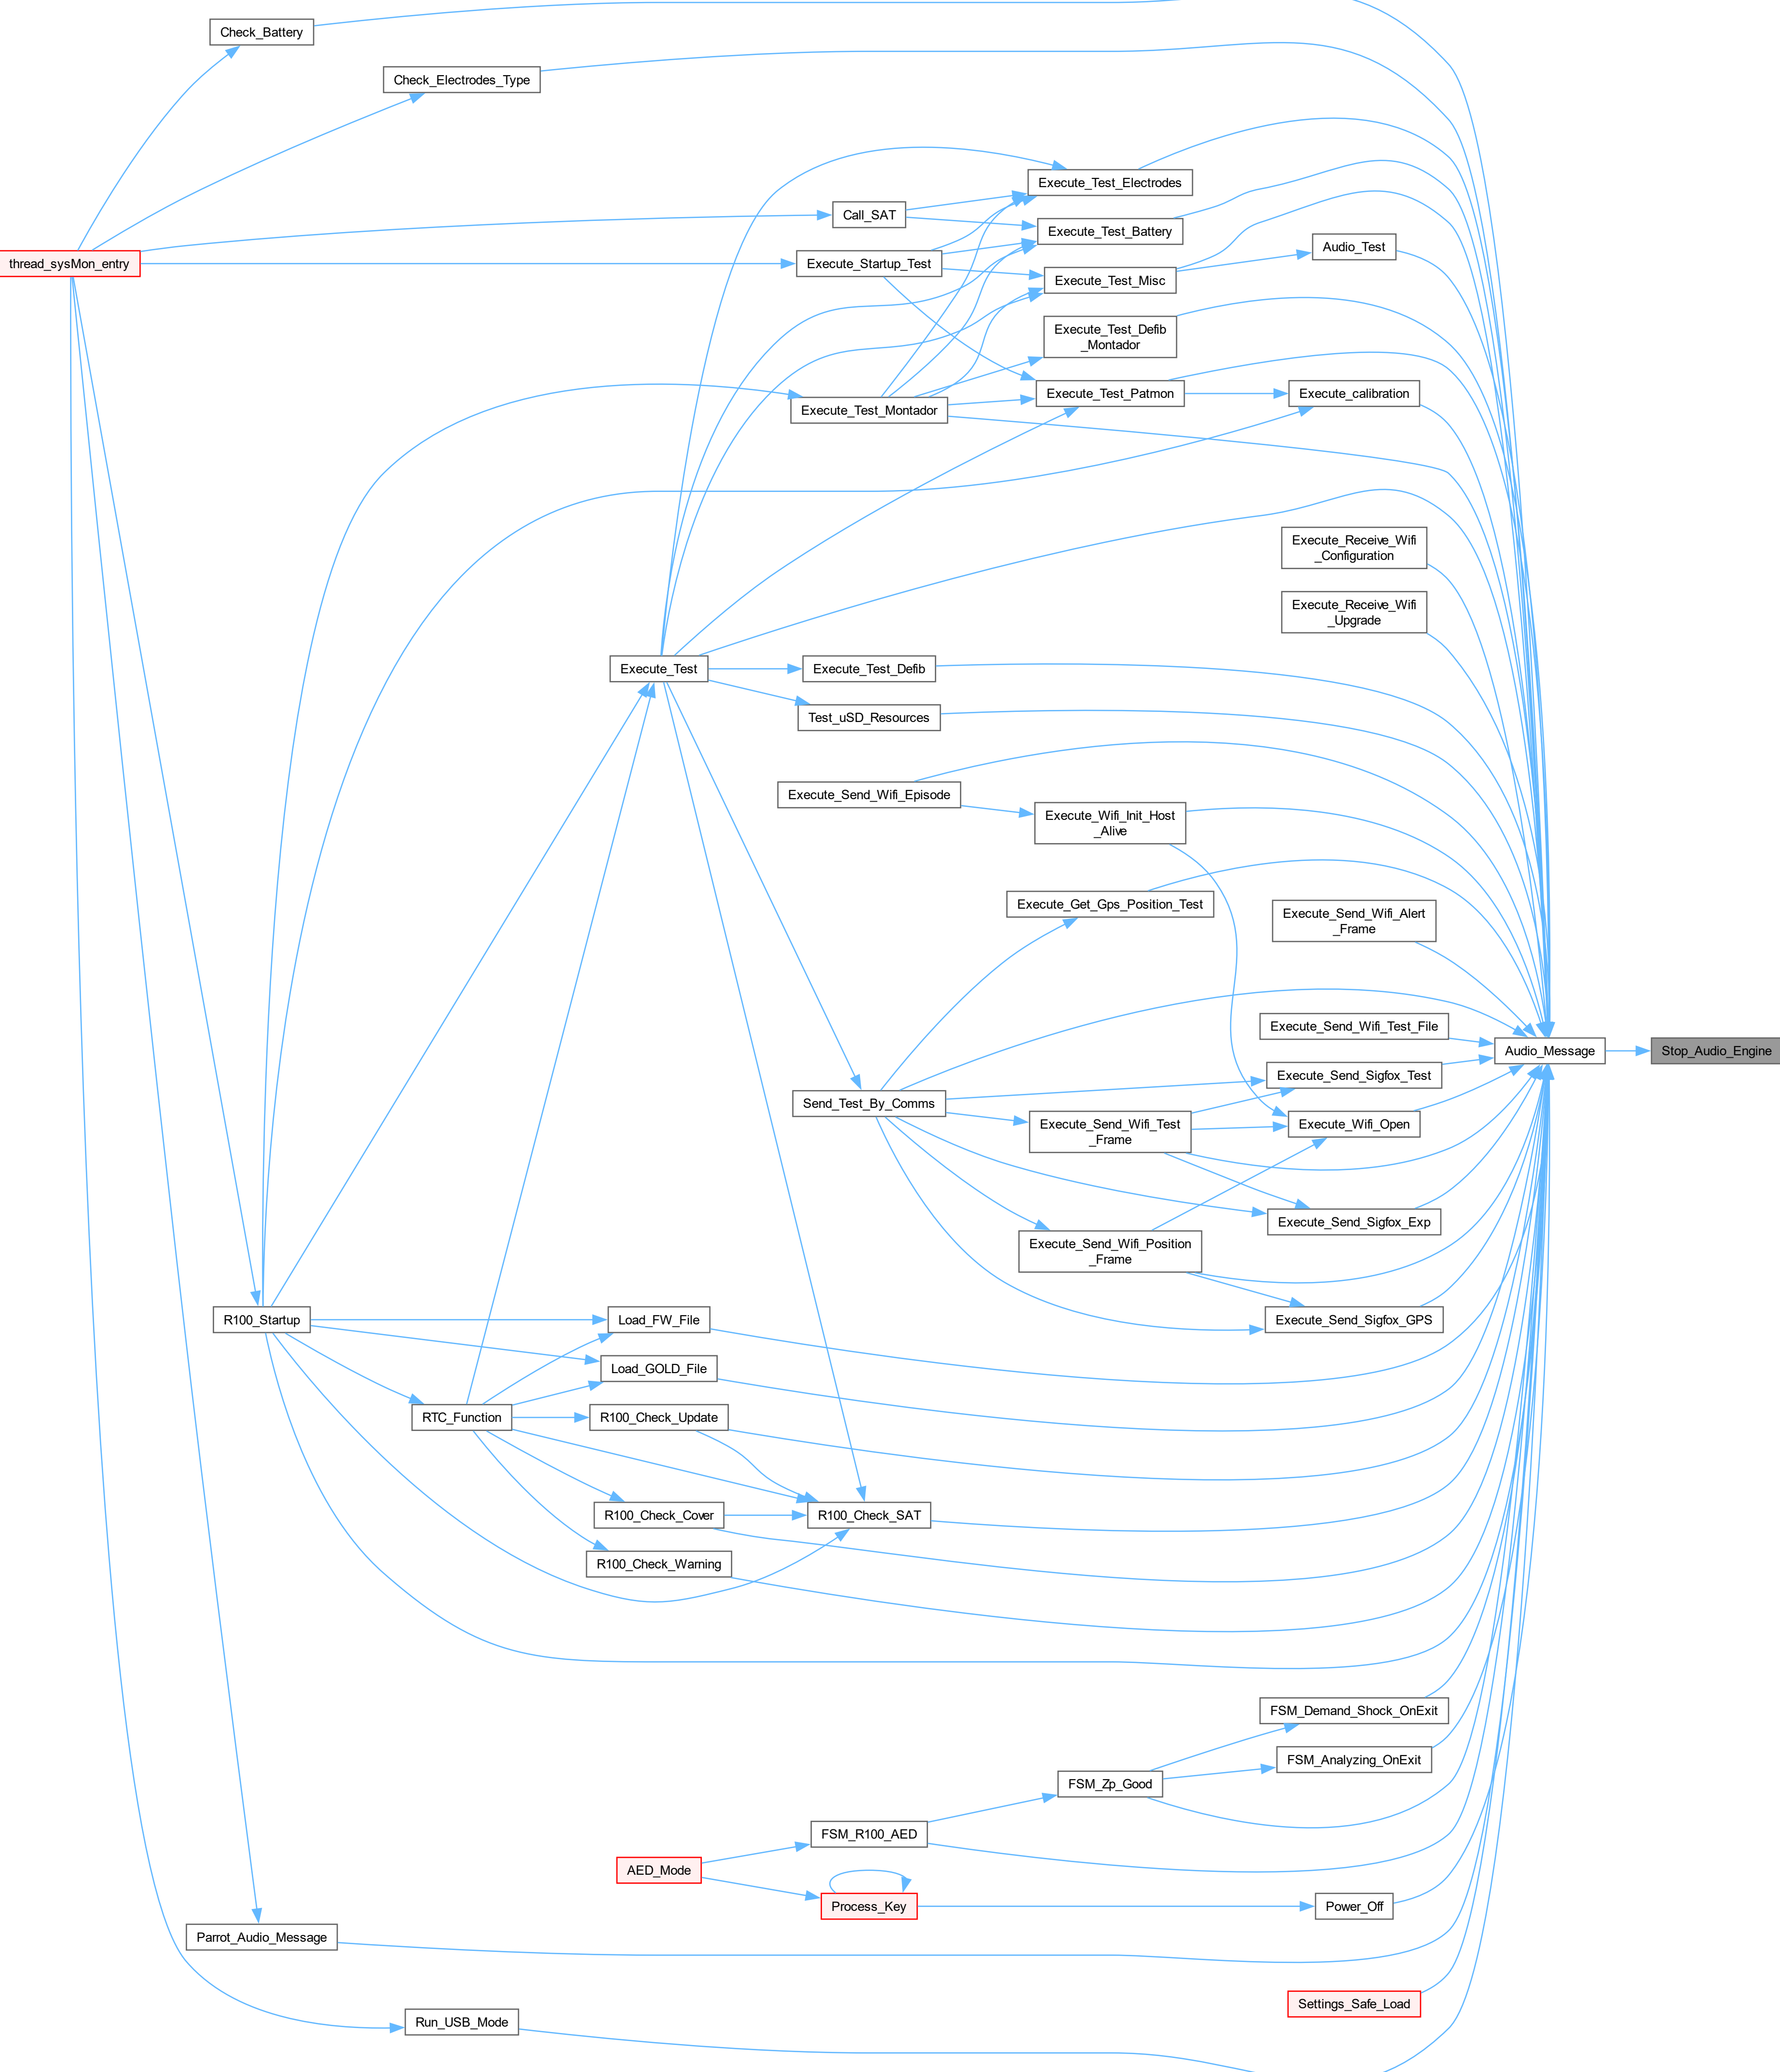 Check_Battery
Check_Electrodes_Type
Execute_Test_Electrodes
Call_SAT
Execute_Test_Battery
Audio_Test
thread_sysMon_entry
Execute_Startup_Test
Execute_Test_Misc
Execute_Test_Defib
_Montador
Execute_Test_Patmon
Execute_calibration
Execute_Test_Montador
Execute_Receive_Wifi
_Configuration
Execute_Receive_Wifi
_Upgrade
Execute_Test
Execute_Test_Defib
Test_uSD_Resources
Execute_Send_Wifi_Episode
Execute_Wifi_Init_Host
_Alive
Execute_Get_Gps_Position_Test
Execute_Send_Wifi_Alert
_Frame
Execute_Send_Wifi_Test_File
Audio_Message
Stop_Audio_Engine
Execute_Send_Sigfox_Test
Send_Test_By_Comms
Execute_Send_Wifi_Test
_Frame
Execute_Wifi_Open
Execute_Send_Sigfox_Exp
Execute_Send_Wifi_Position
_Frame
R100_Startup
Load_FW_File
Execute_Send_Sigfox_GPS
Load_GOLD_File
RTC_Function
R100_Check_Update
R100_Check_Cover
R100_Check_SAT
R100_Check_Warning
FSM_Demand_Shock_OnExit
FSM_Analyzing_OnExit
FSM_Zp_Good
FSM_R100_AED
AED_Mode
Process_Key
Power_Off
Parrot_Audio_Message
Settings_Safe_Load
Run_USB_Mode